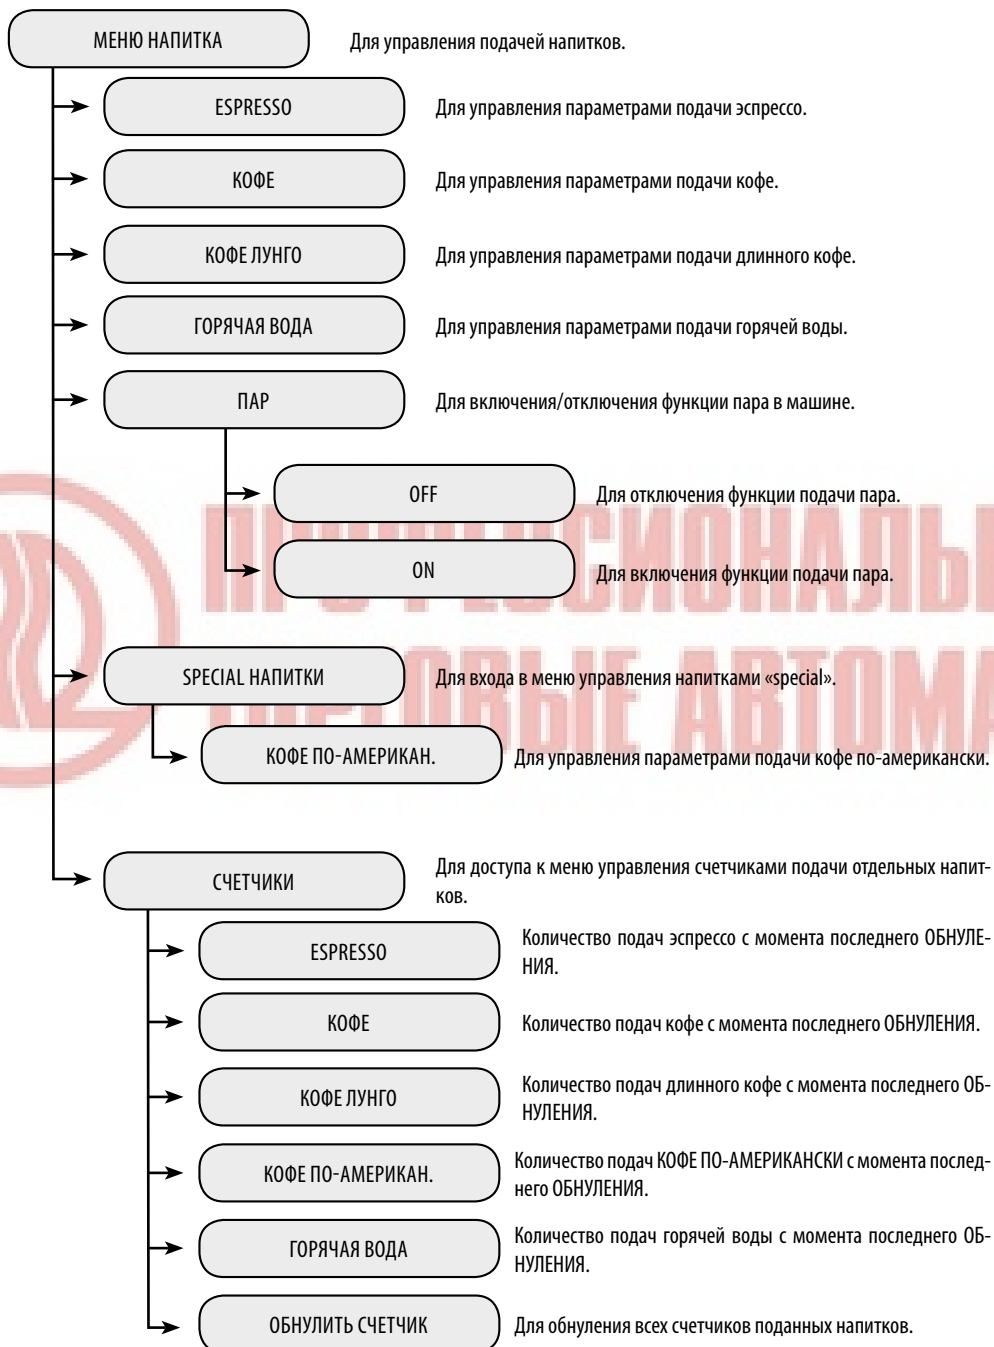 МЕНЮ НАПИТКА
Для управления подачей напитков.
ESPRESSO
Для управления параметрами подачи эспрессо.
КОФЕ
Для управления параметрами подачи кофе.
КОФЕ ЛУНГО
Для управления параметрами подачи длинного кофе.
ГОРЯЧАЯ ВОДА
Для управления параметрами подачи горячей воды.
ПАР
Для включения/отключения функции пара в машине.
OFF
Для отключения функции подачи пара.
ON
Для включения функции подачи пара.
SPECIAL НАПИТКИ
Для входа в меню управления напитками «special».
КОФЕ ПО-АМЕРИКАН.
Для управления параметрами подачи кофе по-американски.
СЧЕТЧИКИ
Для доступа к меню управления счетчиками подачи отдельных напит-
ков.
ESPRESSO
Количество подач эспрессо с момента последнего ОБНУЛЕ-
НИЯ.
КОФЕ
Количество подач кофе с момента последнего ОБНУЛЕНИЯ.
КОФЕ ЛУНГО
Количество подач длинного кофе с момента последнего ОБ-
НУЛЕНИЯ.
КОФЕ ПО-АМЕРИКАН.
Количество подач КОФЕ ПО-АМЕРИКАНСКИ с момента послед-
него ОБНУЛЕНИЯ.
ГОРЯЧАЯ ВОДА
Количество подач горячей воды с момента последнего ОБ-
НУЛЕНИЯ.
ОБНУЛИТЬ СЧЕТЧИК
Для обнуления всех счетчиков поданных напитков.